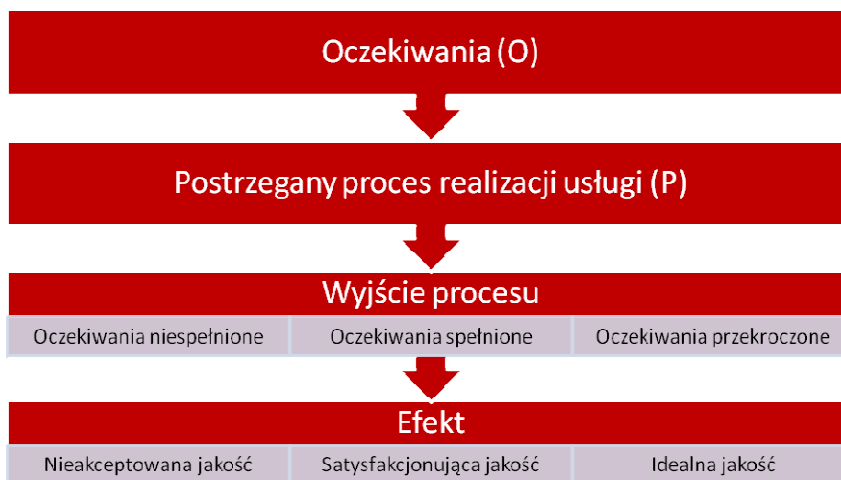 Oczekiwania (O)
Postrzegany proces realizacji usługi (P)
Wyjście procesu
Oczekiwania niespełnione
Oczekiwania spełnione
Oczekiwania przekroczone
Efekt
Nieakceptowana jakość
Satysfakcjonująca jakość
Idealna jakość